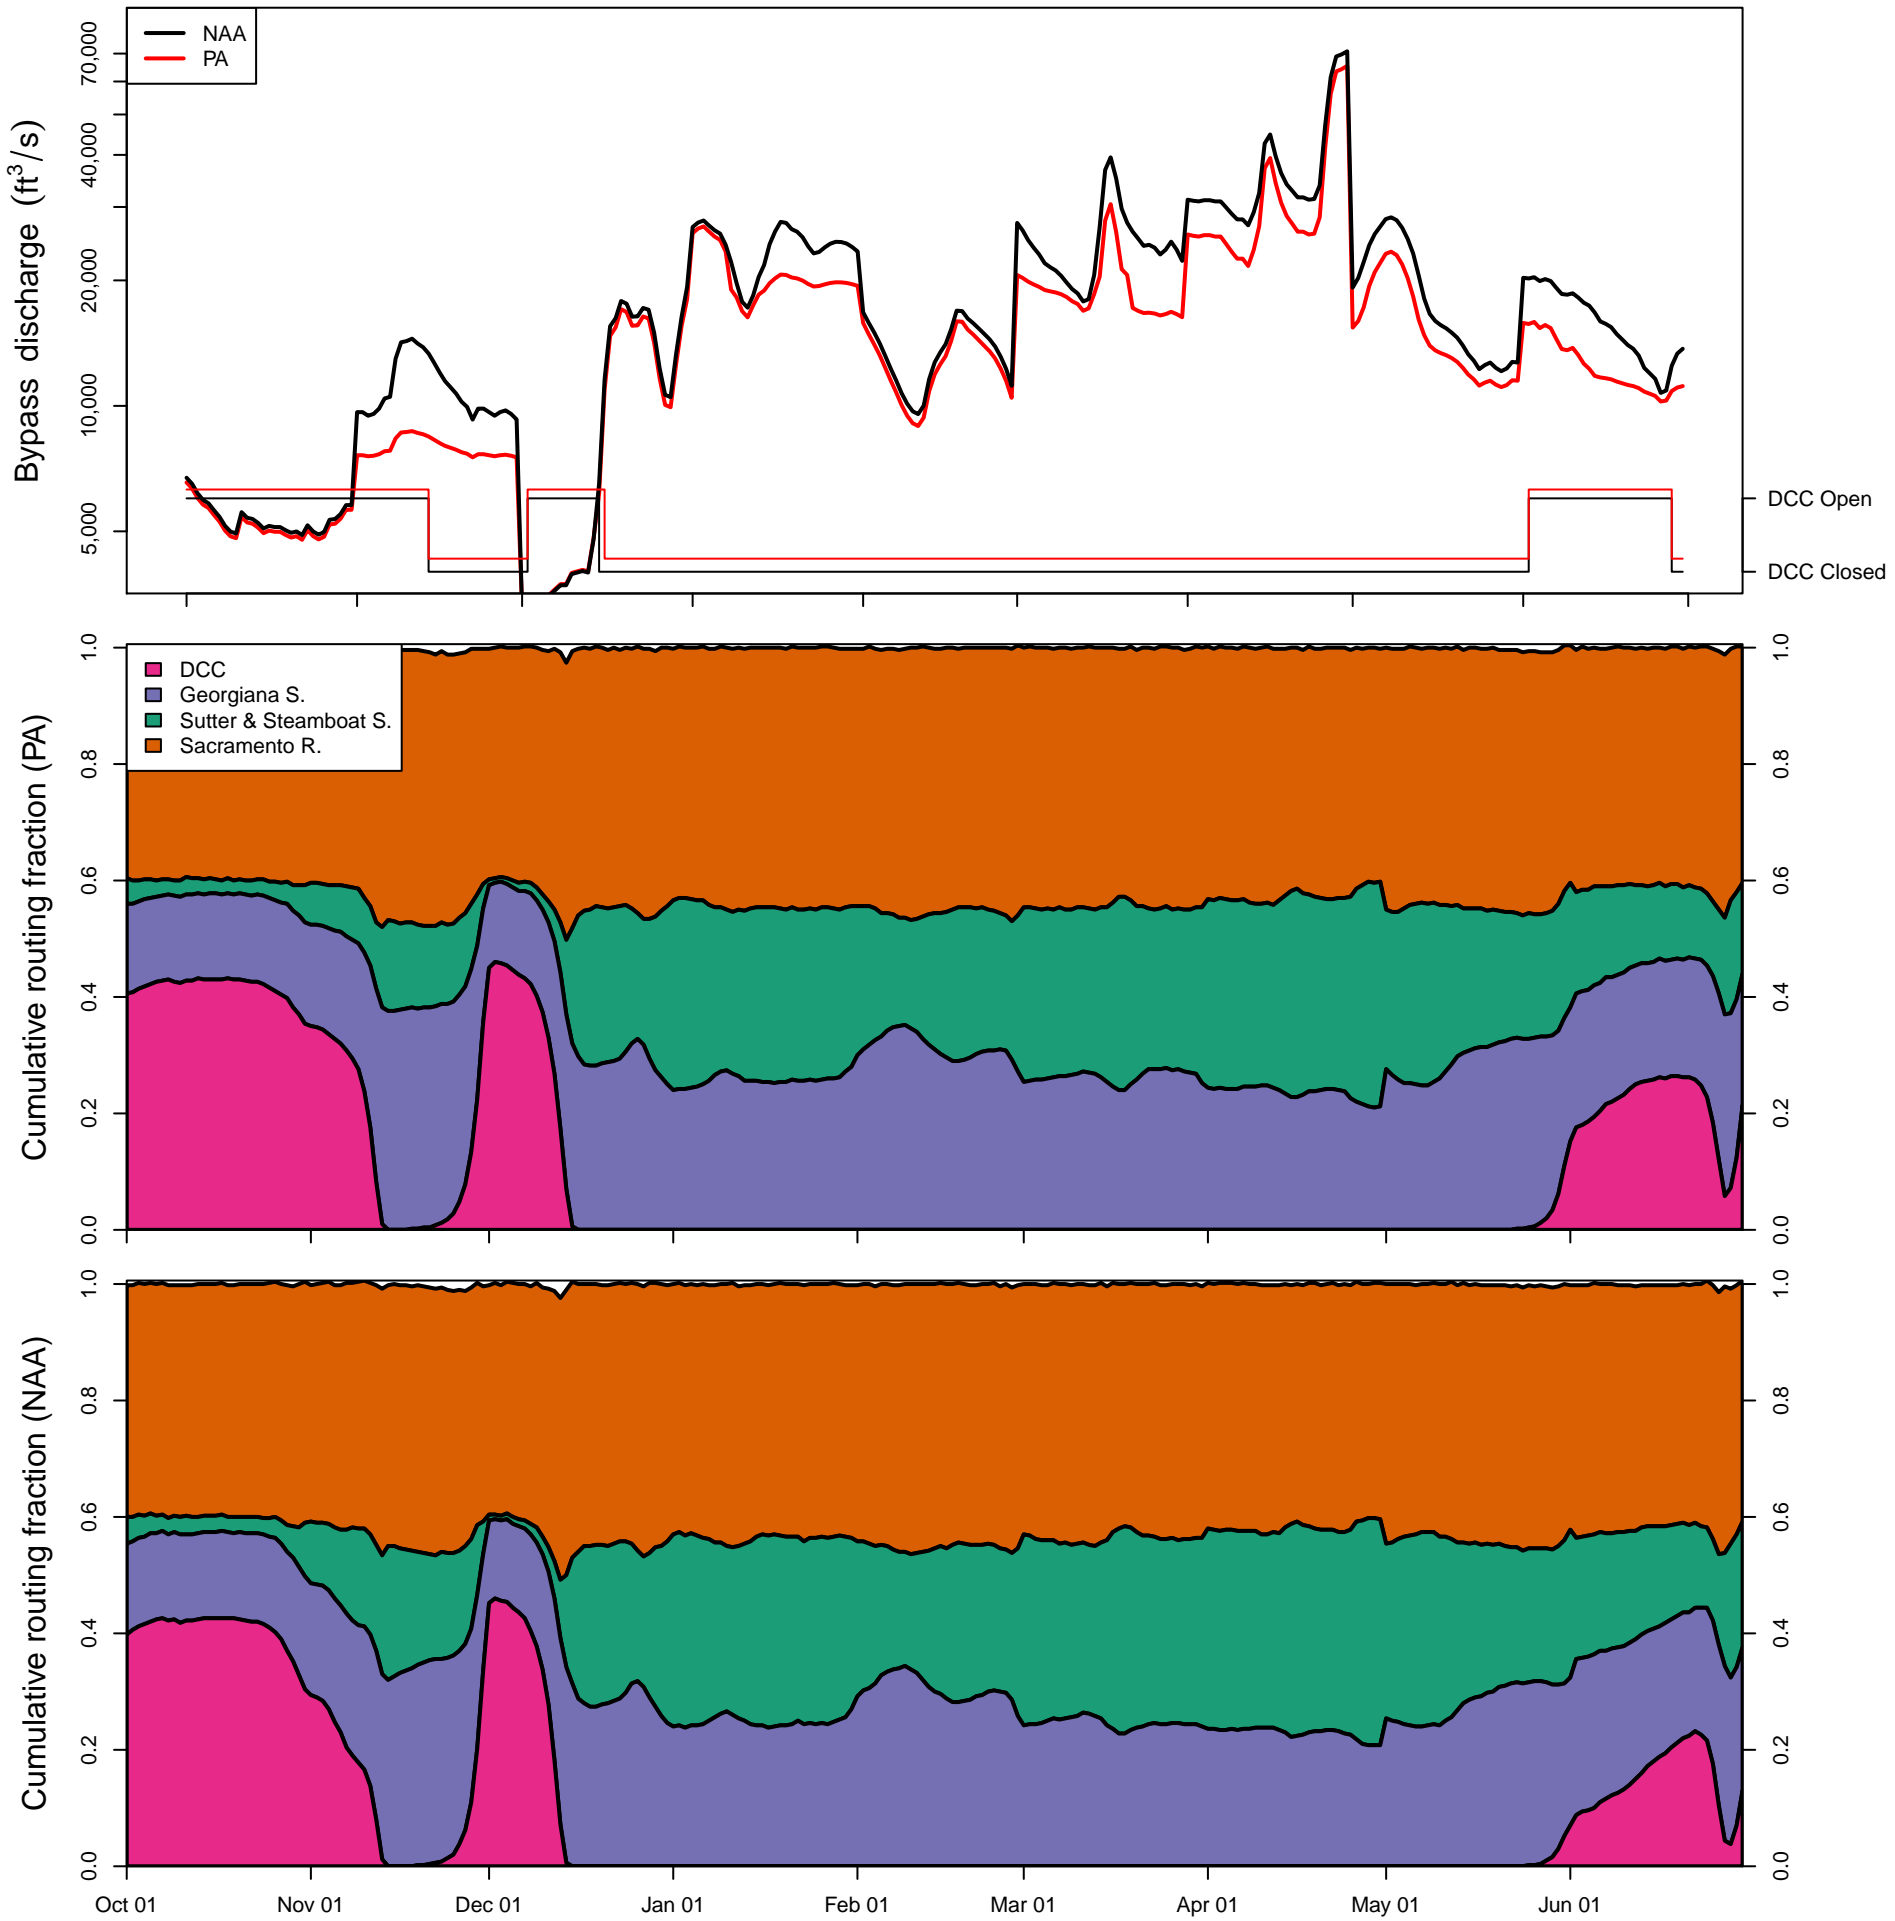 NAA
PA
Bypass discharge (ft³/s)
70,000
40,000
20,000
10,000
5,000
DCC Open
DCC Closed
DCC
Georgiana S.
Sutter & Steamboat S.
Sacramento R.
Cumulative routing fraction (PA)
1.0
0.8
0.6
0.4
0.2
0.0
1.0
0.8
0.6
0.4
0.2
0.0
Cumulative routing fraction (NAA)
1.0
0.8
0.6
0.4
0.2
0.0
1.0
0.8
0.6
0.4
0.2
0.0
Oct 01 Nov 01 Dec 01 Jan 01 Feb 01 Mar 01 Apr 01 May 01 Jun 01